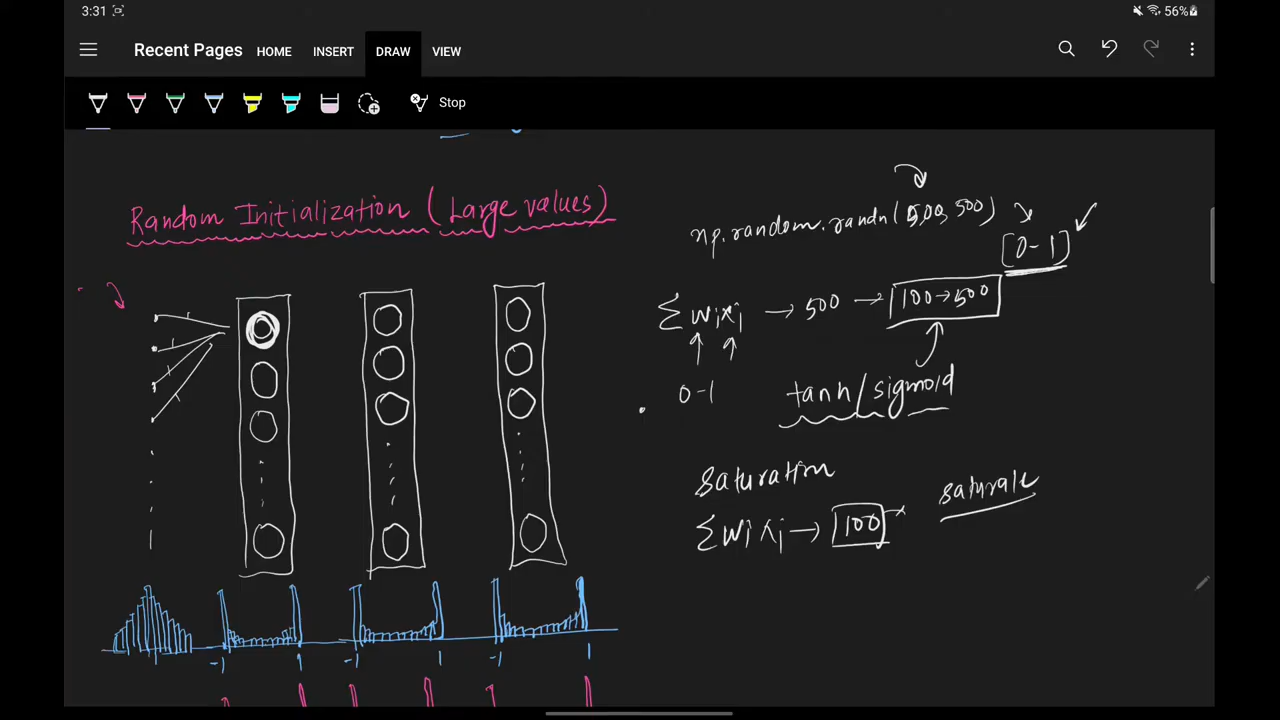 3:31
56%
Recent Pages HOME INSERT DRAW VIEW
Stop
Random Initialization (Large values)
np.random.randn(500, 500)
[0-1]
Σ wixi → 500 → 100→500
0-1
tanh/sigmoid
Saturation
saturate
Σwixi → 100
-1 1 -1 1 -1 1